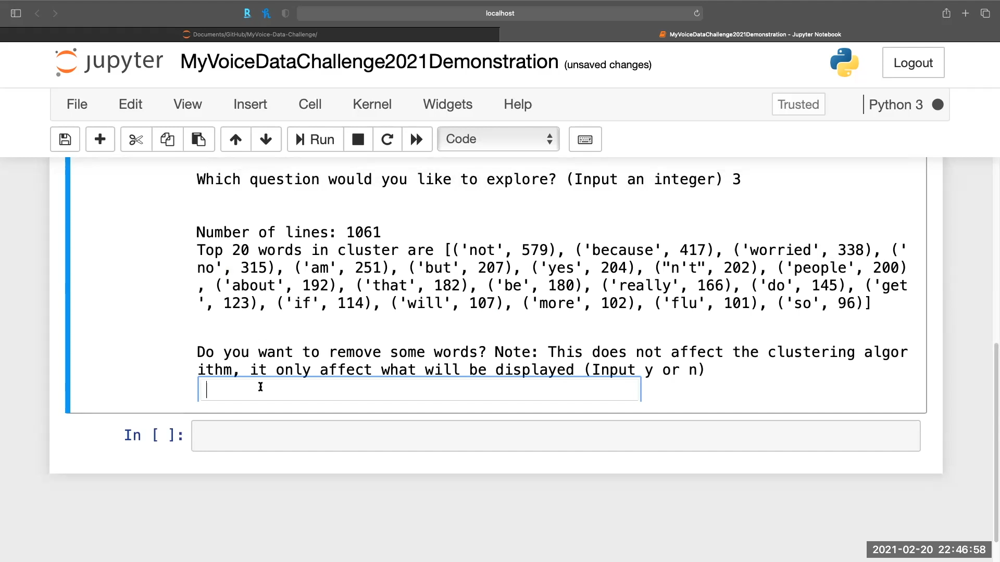 localhost
Documents/GitHub/MyVoice-Data-Challenge/
MyVoiceDataChallenge2021Demonstration - Jupyter Notebook
jupyter MyVoiceDataChallenge2021Demonstration (unsaved changes)
Logout
File Edit View Insert Cell Kernel Widgets Help
Trusted
Python 3
Run
Code
Which question would you like to explore? (Input an integer) 3
Number of lines: 1061
Top 20 words in cluster are [('not', 579), ('because', 417), ('worried', 338), ('
no', 315), ('am', 251), ('but', 207), ('yes', 204), ("n't", 202), ('people', 200)
, ('about', 192), ('that', 182), ('be', 180), ('really', 166), ('do', 145), ('get
', 123), ('if', 114), ('will', 107), ('more', 102), ('flu', 101), ('so', 96)]
Do you want to remove some words? Note: This does not affect the clustering algor
ithm, it only affect what will be displayed (Input y or n)
In [ ]:
2021-02-20 22:46:58